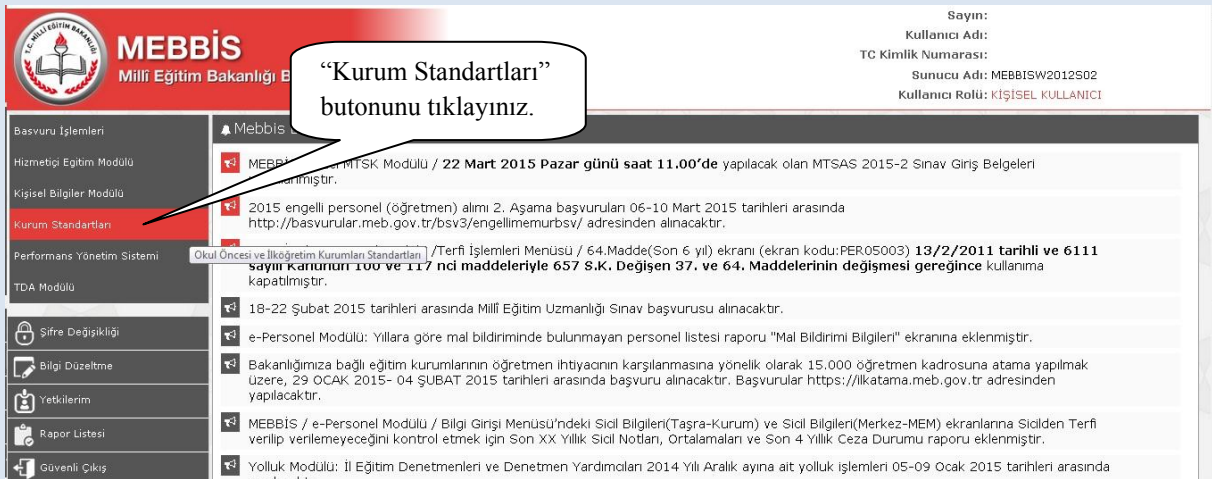 T.C. MİLLÎ EĞİTİM BAKANLIĞI
MEBBİS
Millî Eğitim Bakanlığı B
Sayın:
Kullanıcı Adı:
TC Kimlik Numarası:
Sunucu Adı: MEBBISW2012S02
Kullanıcı Rolü: KİŞİSEL KULLANICI
“Kurum Standartları”
butonunu tıklayınız.
Basvuru İşlemleri
Hizmetiçi Egitim Modülü
Kişisel Bilgiler Modülü
Kurum Standartları
Performans Yönetim Sistemi
TDA Modülü
Okul Öncesi ve İlköğretim Kurumları Standartları
Şifre Değişikliği
Bilgi Düzeltme
Yetkilerim
Rapor Listesi
Güvenli Çıkış
Mebbis
MTSK Modülü / 22 Mart 2015 Pazar günü saat 11.00’de yapılacak olan MTSAS 2015-2 Sınav Giriş Belgeleri
2015 engelli personel (öğretmen) alımı 2. Aşama başvuruları 06-10 Mart 2015 tarihleri arasında
http://basvurular.meb.gov.tr/bsv3/engellimemurbsv/ adresinden alınacaktır.
/Terfi İşlemleri Menüsü / 64.Madde(Son 6 yıl) ekranı (ekran kodu:PER05003) 13/2/2011 tarihli ve 6111
sayılı Kanunun 100 ve 117 nci maddeleriyle 657 S.K. Değişen 37. ve 64. Maddelerinin değişmesi gereğince kullanıma
kapatılmıştır.
18-22 Şubat 2015 tarihleri arasında Millî Eğitim Uzmanlığı Sınav başvurusu alınacaktır.
e-Personel Modülü: Yıllara göre mal bildiriminde bulunmayan personel listesi raporu "Mal Bildirimi Bilgileri" ekranına eklenmiştir.
Bakanlığımıza bağlı eğitim kurumlarının öğretmen ihtiyacının karşılanmasına yönelik olarak 15.000 öğretmen kadrosuna atama yapılmak
üzere, 29 OCAK 2015- 04 ŞUBAT 2015 tarihleri arasında başvuru alınacaktır. Başvurular https://ilkatama.meb.gov.tr adresinden
yapılacaktır.
MEBBİS / e-Personel Modülü / Bilgi Girişi Menüsü’ndeki Sicil Bilgileri(Taşra-Kurum) ve Sicil Bilgileri(Merkez-MEM) ekranlarına Sicilden Terfi
verilip verilemeyeceğini kontrol etmek için Son XX Yıllık Sicil Notları, Ortalamaları ve Son 4 Yıllık Ceza Durumu raporu eklenmiştir.
Yolluk Modülü: İl Eğitim Denetmenleri ve Denetmen Yardımcıları 2014 Yılı Aralık ayına ait yolluk işlemleri 05-09 Ocak 2015 tarihleri arasında